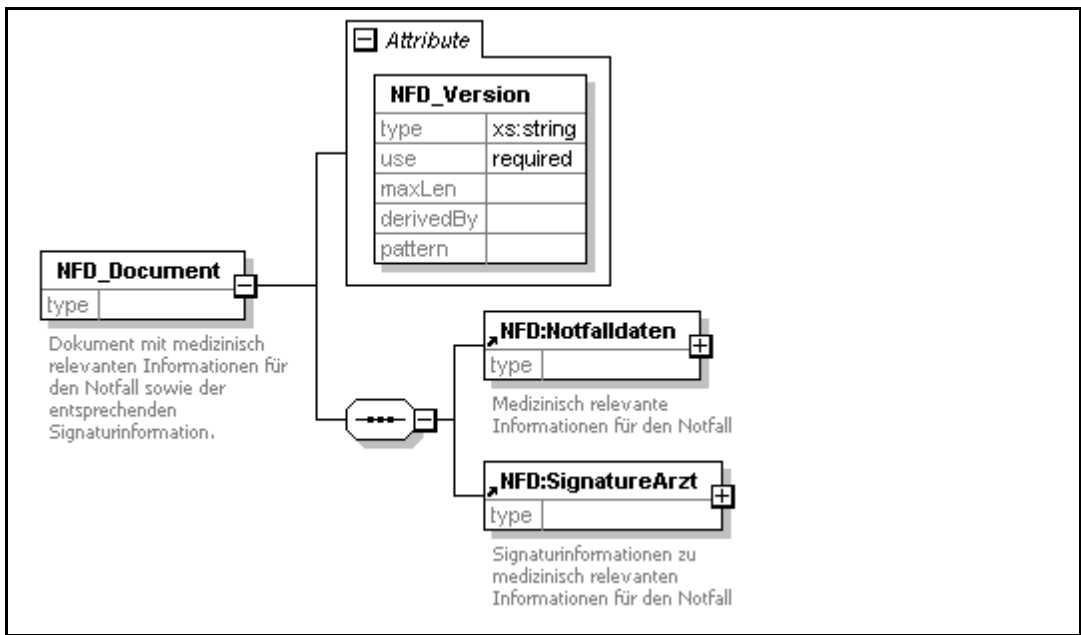 Attribute
NFD_Version
type xs:string
use required
maxLen
derivedBy
pattern
NFD_Document
type
Dokument mit medizinisch
relevanten Informationen für
den Notfall sowie der
entsprechenden
Signaturinformation.
NFD:Notfalldaten
type
Medizinisch relevante
Informationen für den Notfall
NFD:SignatureArzt
type
Signaturinformationen zu
medizinisch relevanten
Informationen für den Notfall